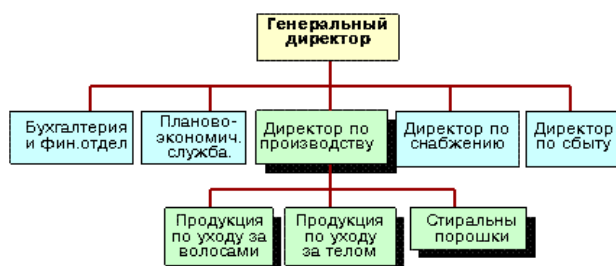 Генеральный
директор
Бухгалтерия
и фин.отдел
Планово-
экономич.
служба.
Директор по
производству
Директор по
снабжению
Директор
по сбыту
Продукция
по уходу за
волосами
Продукция
по уходу
за телом
Стиральны
порошки